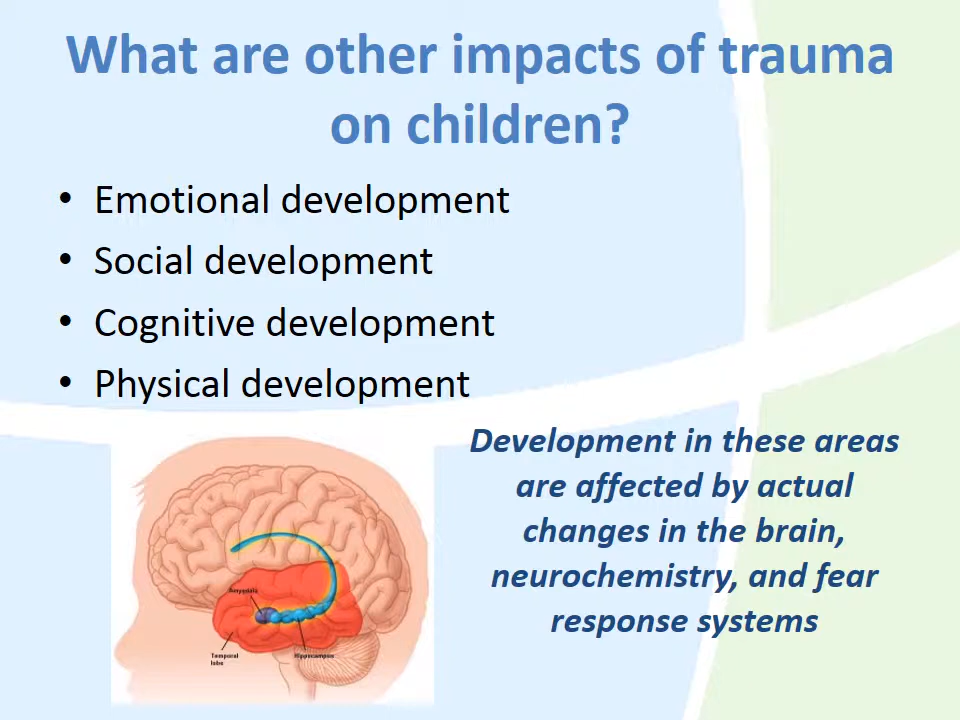 What are other impacts of trauma
on children?
• Emotional development
• Social development
• Cognitive development
• Physical development
Development in these areas
are affected by actual
changes in the brain,
neurochemistry, and fear
response systems
Amygdala
Temporal
lobe
Hippocampus